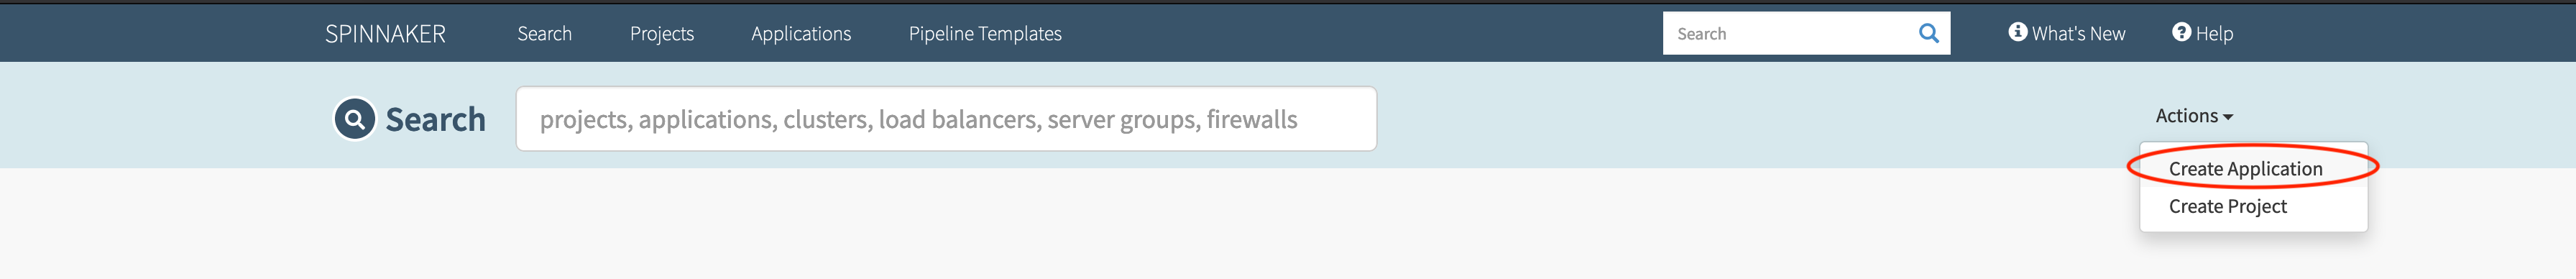 SPINNAKER Search Projects Applications Pipeline Templates Search What's New Help
Search projects, applications, clusters, load balancers, server groups, firewalls Actions
Create Application
Create Project